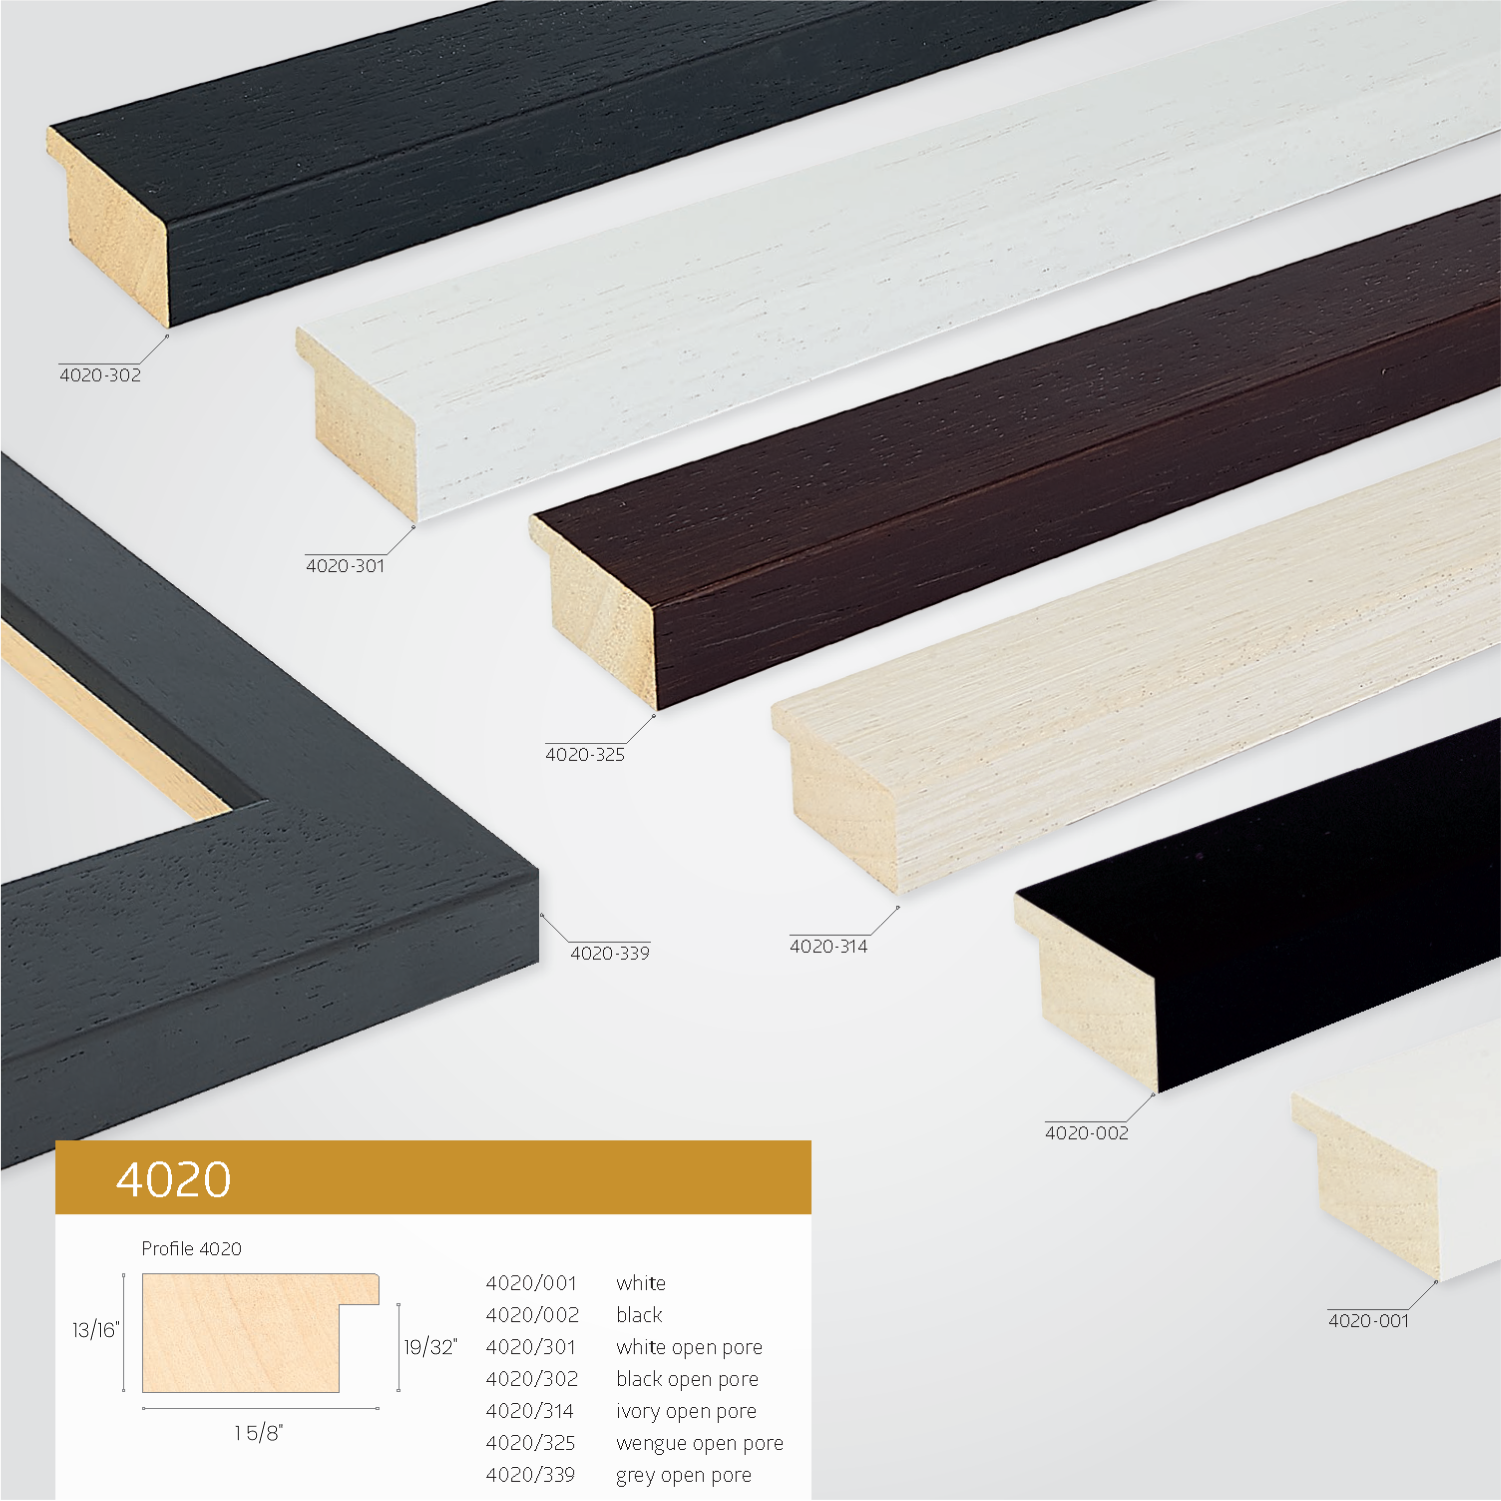 4020-302
4020-301
4020-325
4020-339
4020-314
4020-002
4020-001
4020
Profile 4020
13/16"
19/32"
1 5/8"
4020/001 white
4020/002 black
4020/301 white open pore
4020/302 black open pore
4020/314 ivory open pore
4020/325 wengue open pore
4020/339 grey open pore